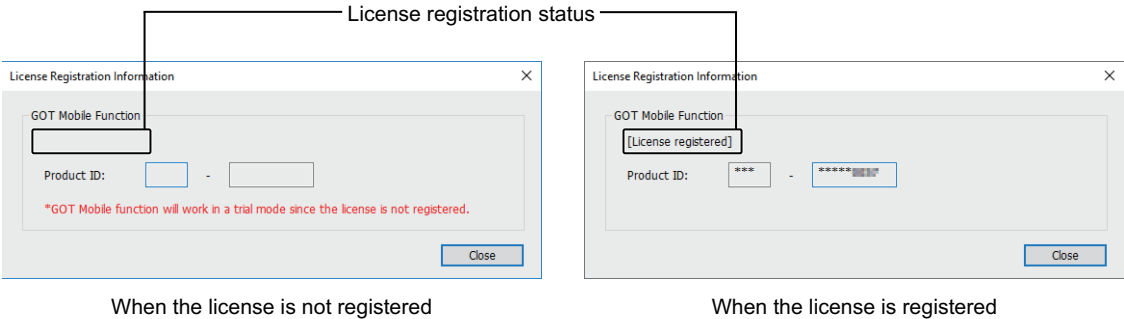 License registration status
License Registration Information
GOT Mobile Function
Product ID:
-
*GOT Mobile function will work in a trial mode since the license is not registered.
Close
When the license is not registered
License Registration Information
GOT Mobile Function
[License registered]
Product ID: *** - *****
Close
When the license is registered